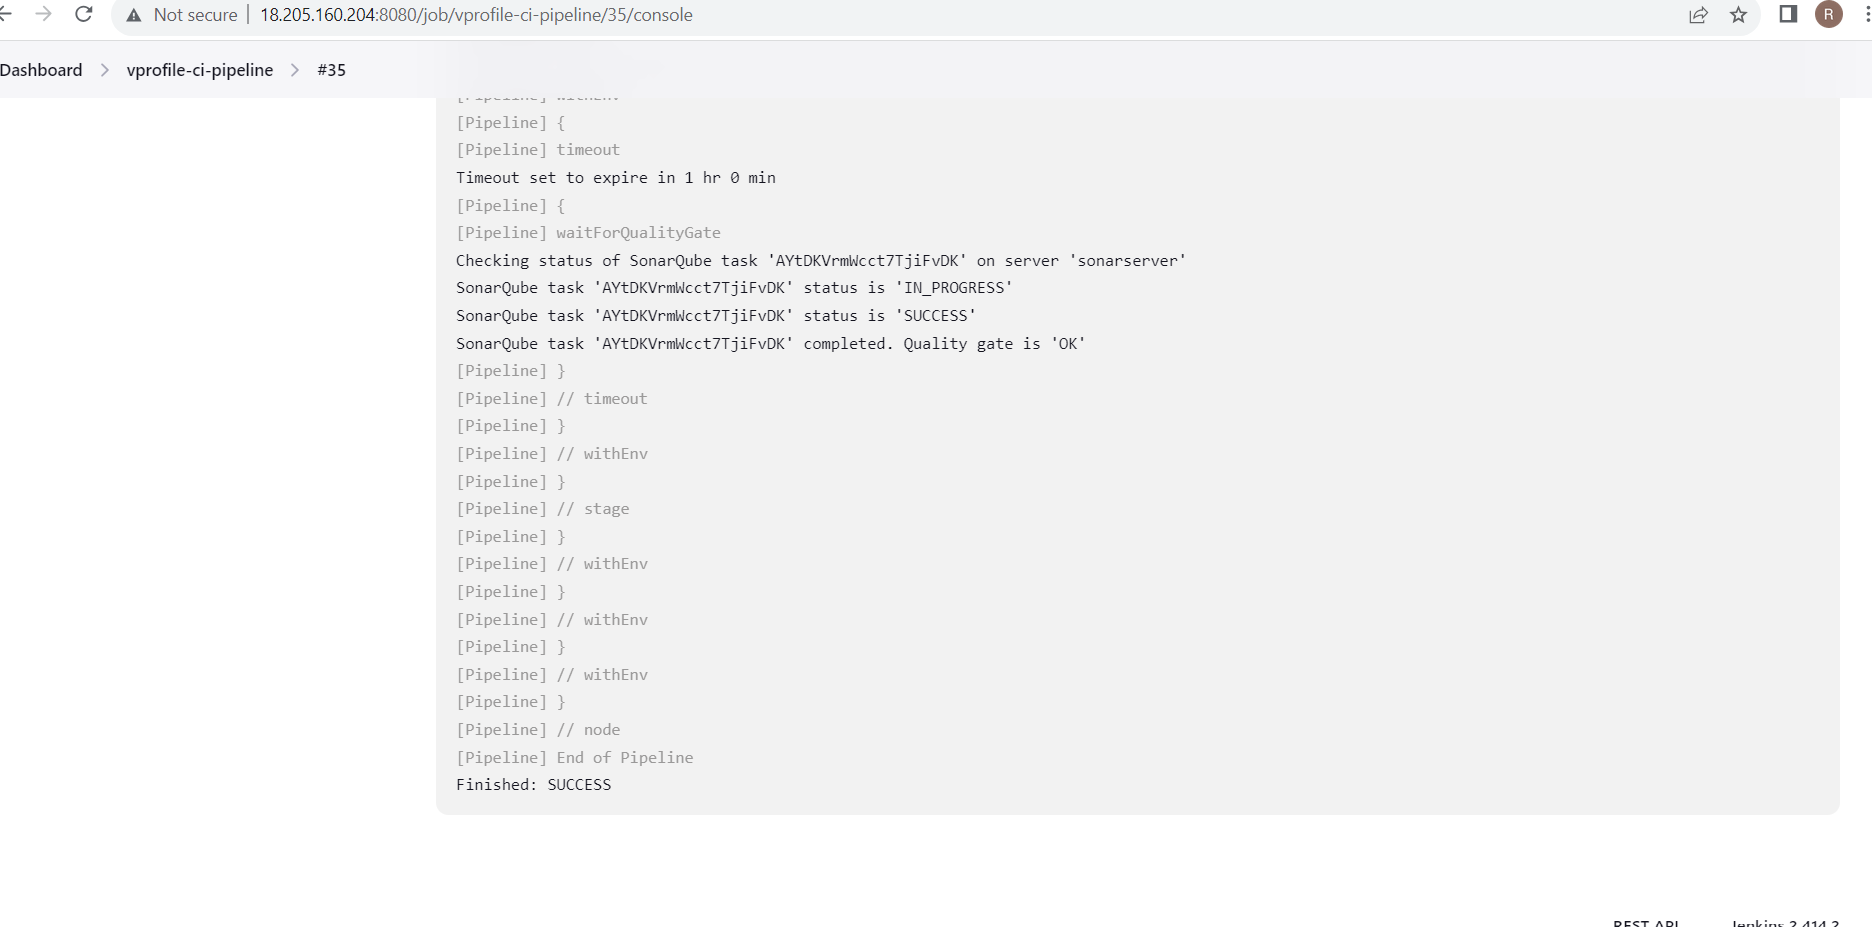 Not secure | 18.205.160.204:8080/job/vprofile-ci-pipeline/35/console
R
Dashboard > vprofile-ci-pipeline > #35
[Pipeline] withEnv
[Pipeline] {
[Pipeline] timeout
Timeout set to expire in 1 hr 0 min
[Pipeline] {
[Pipeline] waitForQualityGate
Checking status of SonarQube task 'AYtDKVrmWcct7TjiFvDK' on server 'sonarserver'
SonarQube task 'AYtDKVrmWcct7TjiFvDK' status is 'IN_PROGRESS'
SonarQube task 'AYtDKVrmWcct7TjiFvDK' status is 'SUCCESS'
SonarQube task 'AYtDKVrmWcct7TjiFvDK' completed. Quality gate is 'OK'
[Pipeline] }
[Pipeline] // timeout
[Pipeline] }
[Pipeline] // withEnv
[Pipeline] }
[Pipeline] // stage
[Pipeline] }
[Pipeline] // withEnv
[Pipeline] }
[Pipeline] // withEnv
[Pipeline] }
[Pipeline] // withEnv
[Pipeline] }
[Pipeline] // node
[Pipeline] End of Pipeline
Finished: SUCCESS
REST API Jenkins